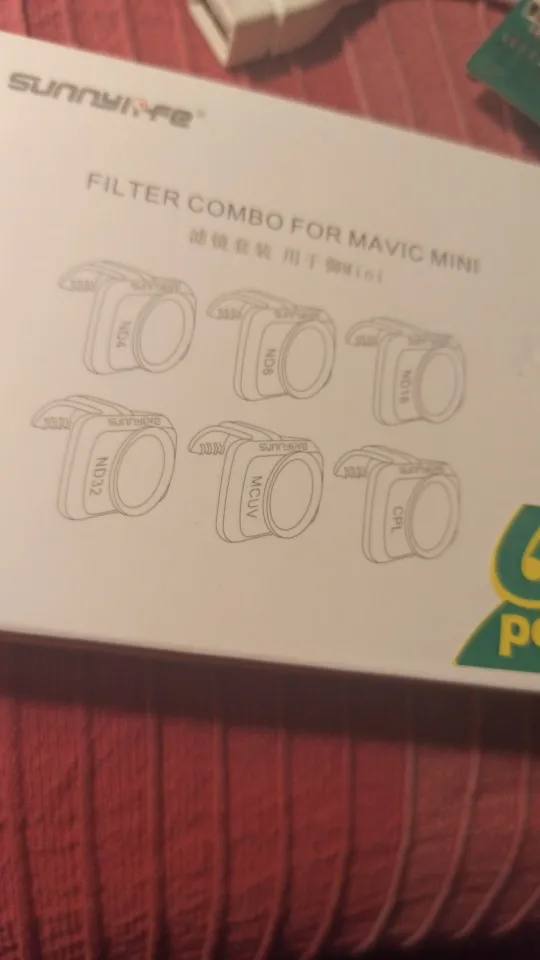 sunnylife®
FILTER COMBO FOR MAVIC MINI
滤镜套装 用于御Mini
ND4
ND8
ND16
ND32
MCUV
CPL